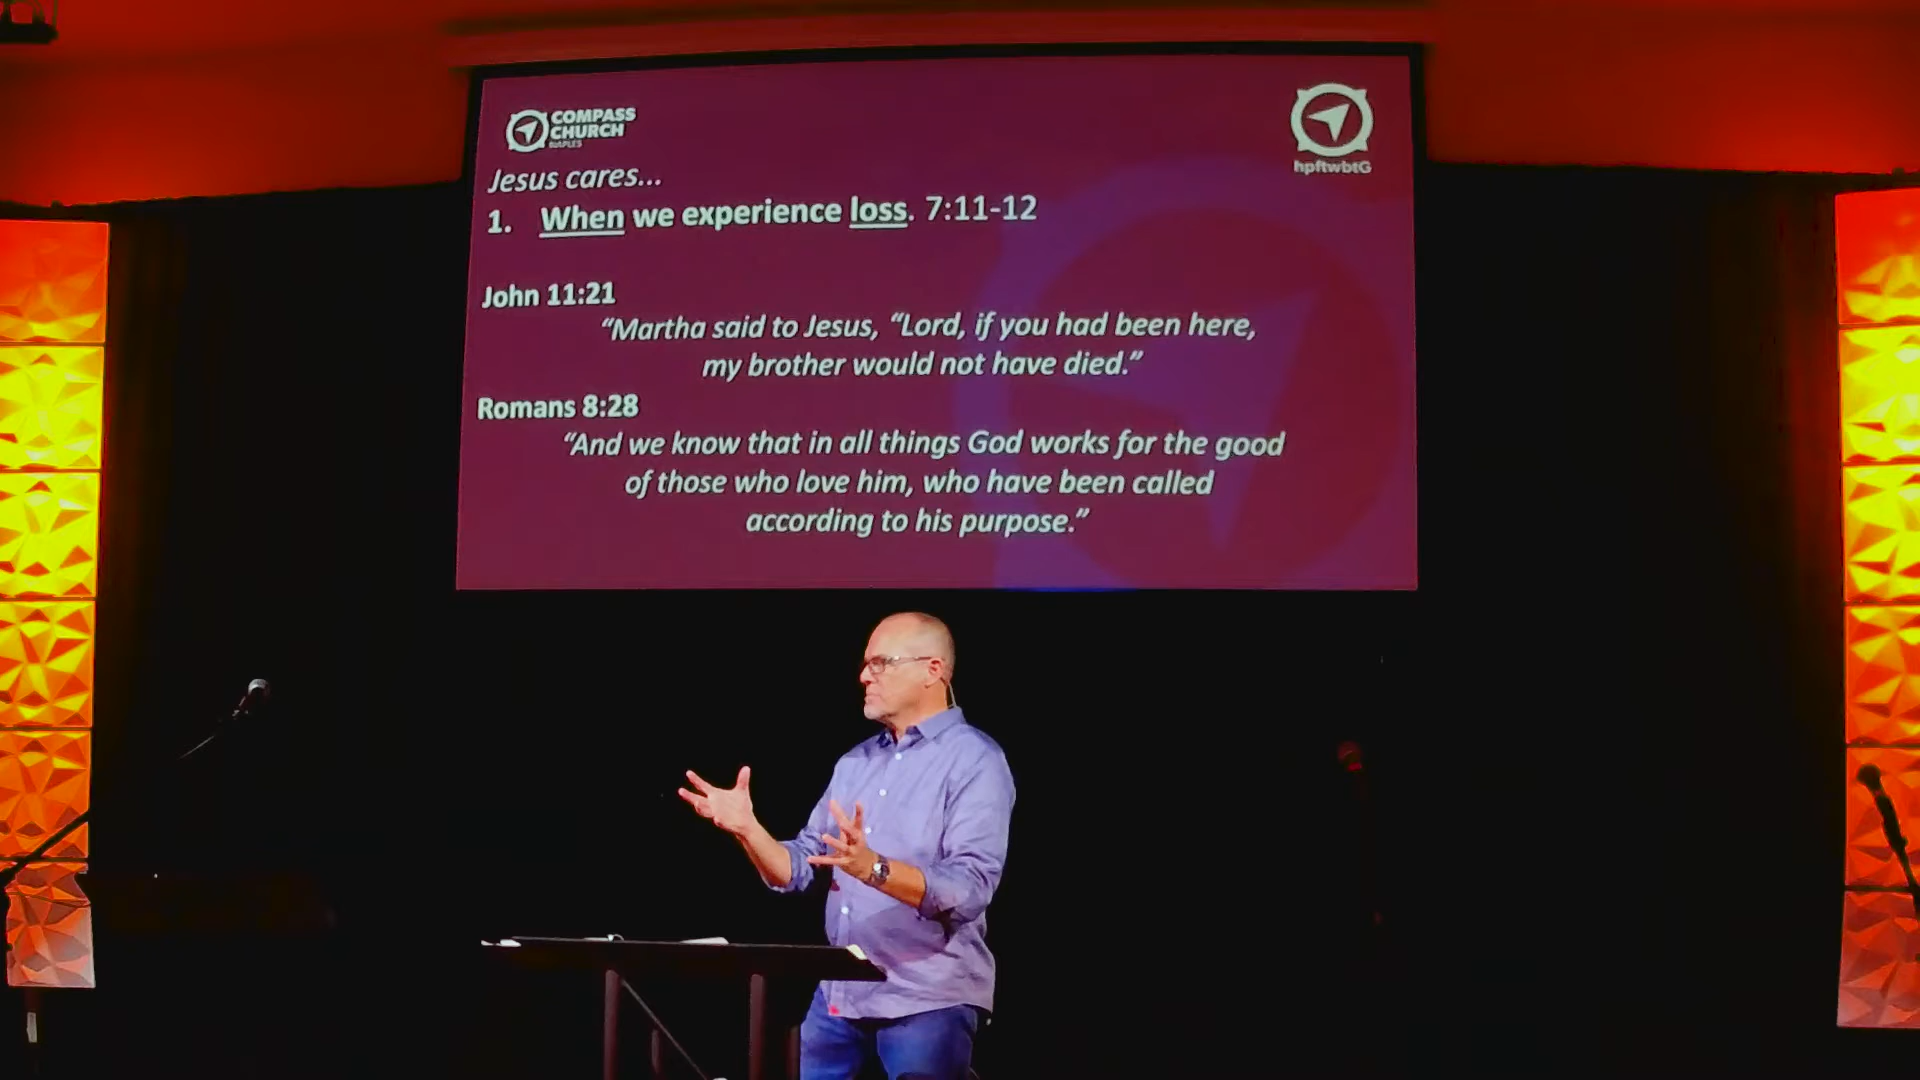 COMPASS
CHURCH
NAPLES
hpftwbtG
Jesus cares...
1. When we experience loss. 7:11-12
John 11:21
“Martha said to Jesus, “Lord, if you had been here,
my brother would not have died.”
Romans 8:28
“And we know that in all things God works for the good
of those who love him, who have been called
according to his purpose.”